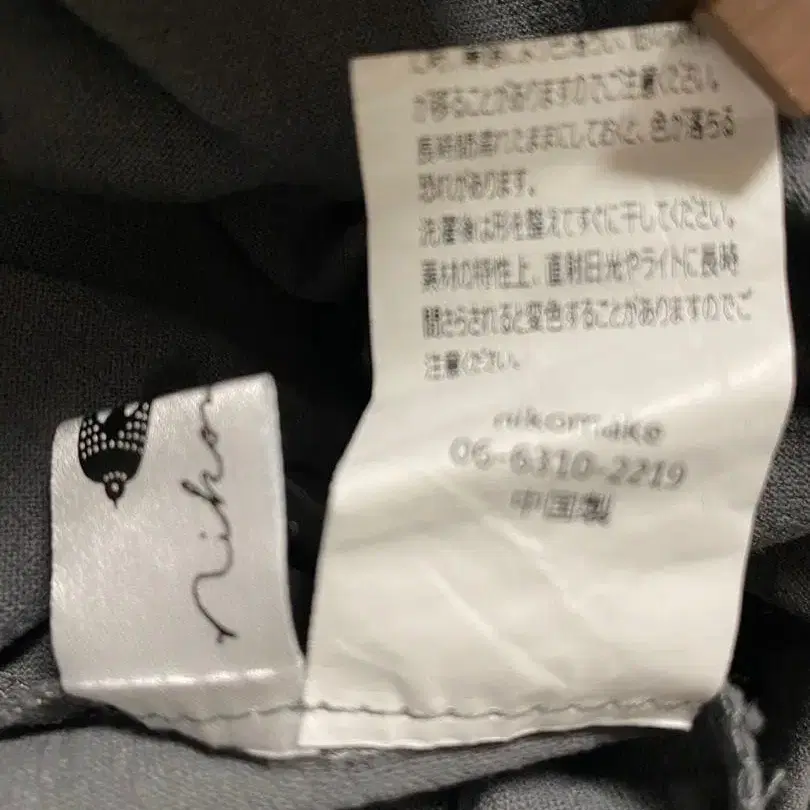 が移ることがありますのでご注意ください。
長時間濡れたままにしておくと、色が落ちる
恐れがあります。
洗濯後は形を整えてすぐに干してください。
素材の特性上、直射日光やライトに長時
間さらされると変色することがありますのでご
注意ください。
nikomake
06-6310-2219
中国製
Niko